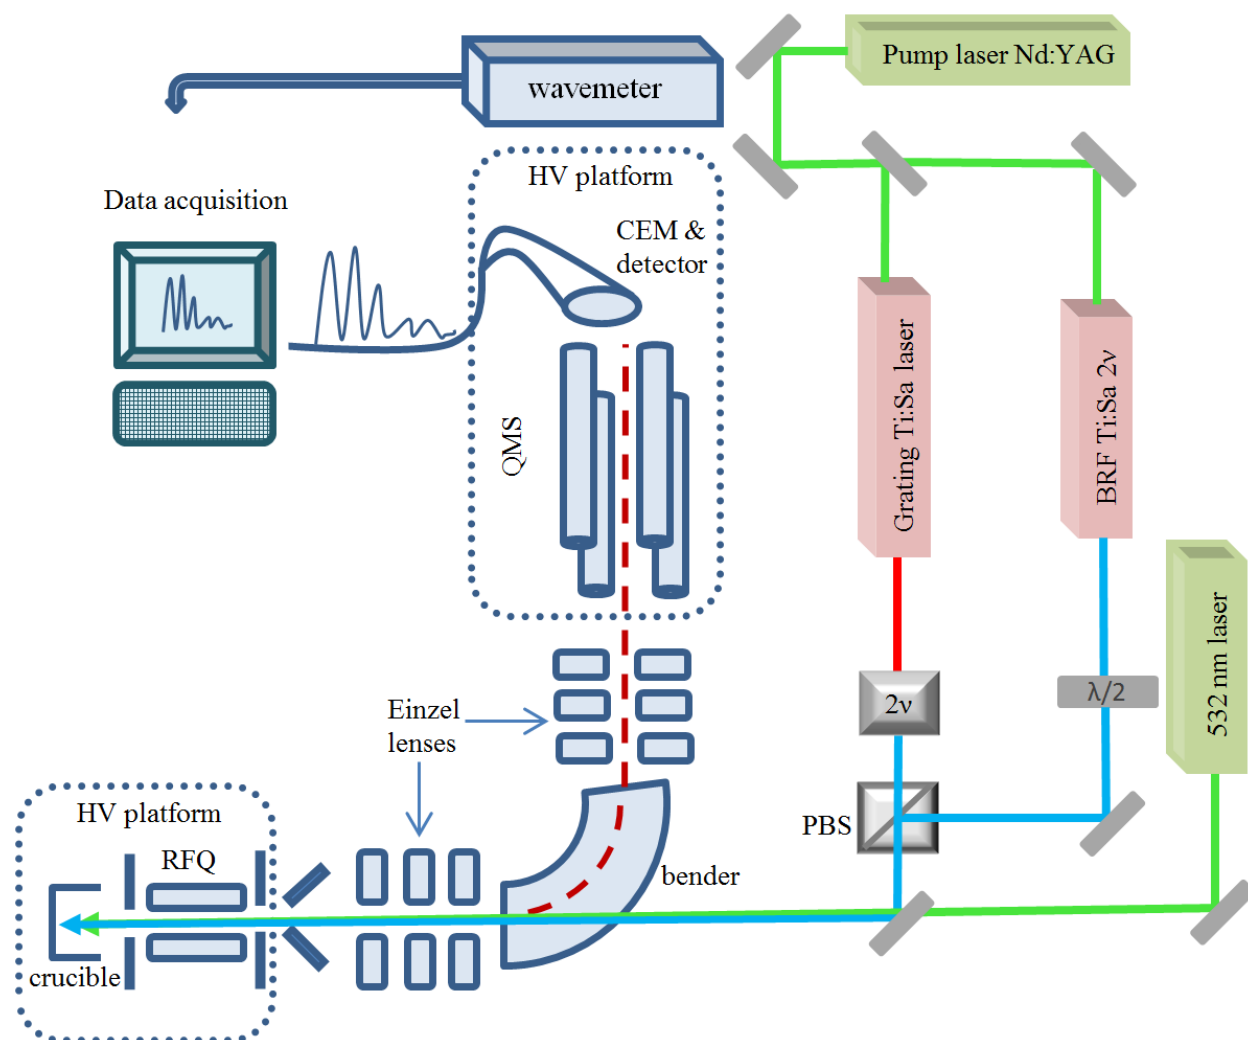 Pump laser Nd:YAG
wavemeter
HV platform
Data acquisition
CEM &
detector
QMS
Grating Ti:Sa laser
BRF Ti:Sa 2ν
532 nm laser
λ/2
2ν
Einzel
lenses
PBS
HV platform
RFQ
bender
crucible